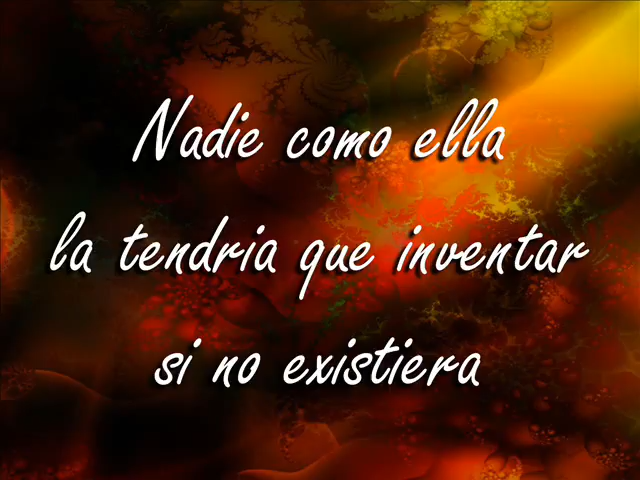 Nadie como ella
la tendria que inventar
si no existiera